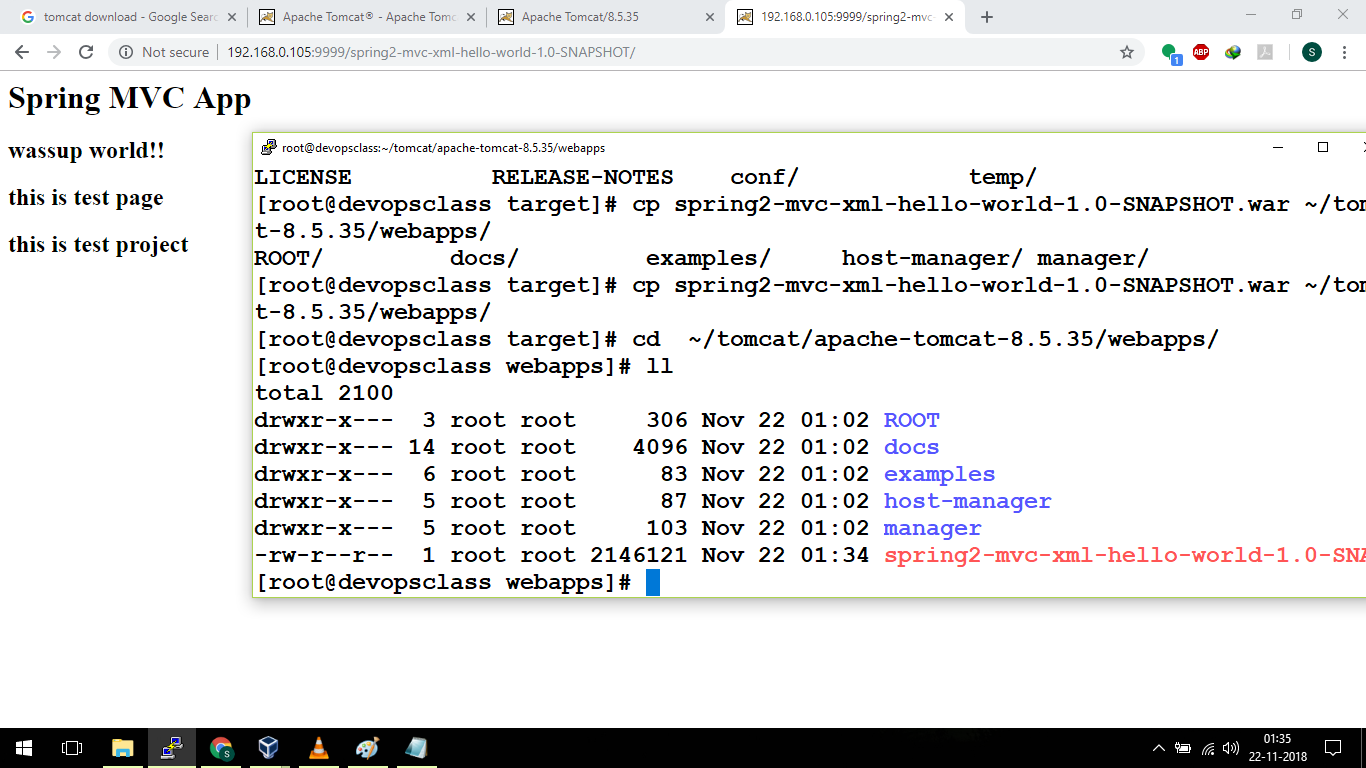 tomcat download - Google Sear
Apache Tomcat® - Apache Tomc
Apache Tomcat/8.5.35
192.168.0.105:9999/spring2-mvc-
Not secure
192.168.0.105:9999/spring2-mvc-xml-hello-world-1.0-SNAPSHOT/
1
ABP
S
Spring MVC App
wassup world!!
this is test page
this is test project
root@devopsclass:~/tomcat/apache-tomcat-8.5.35/webapps
LICENSE RELEASE-NOTES conf/ temp/
[root@devopsclass target]# cp spring2-mvc-xml-hello-world-1.0-SNAPSHOT.war ~/tom
t-8.5.35/webapps/
ROOT/ docs/ examples/ host-manager/ manager/
[root@devopsclass target]# cp spring2-mvc-xml-hello-world-1.0-SNAPSHOT.war ~/tom
t-8.5.35/webapps/
[root@devopsclass target]# cd  ~/tomcat/apache-tomcat-8.5.35/webapps/
[root@devopsclass webapps]# ll
total 2100
drwxr-x--- 3 root root 306 Nov 22 01:02 ROOT
drwxr-x--- 14 root root 4096 Nov 22 01:02 docs
drwxr-x--- 6 root root 83 Nov 22 01:02 examples
drwxr-x--- 5 root root 87 Nov 22 01:02 host-manager
drwxr-x--- 5 root root 103 Nov 22 01:02 manager
-rw-r--r-- 1 root root 2146121 Nov 22 01:34 spring2-mvc-xml-hello-world-1.0-SNA
[root@devopsclass webapps]#
S
01:35
22-11-2018